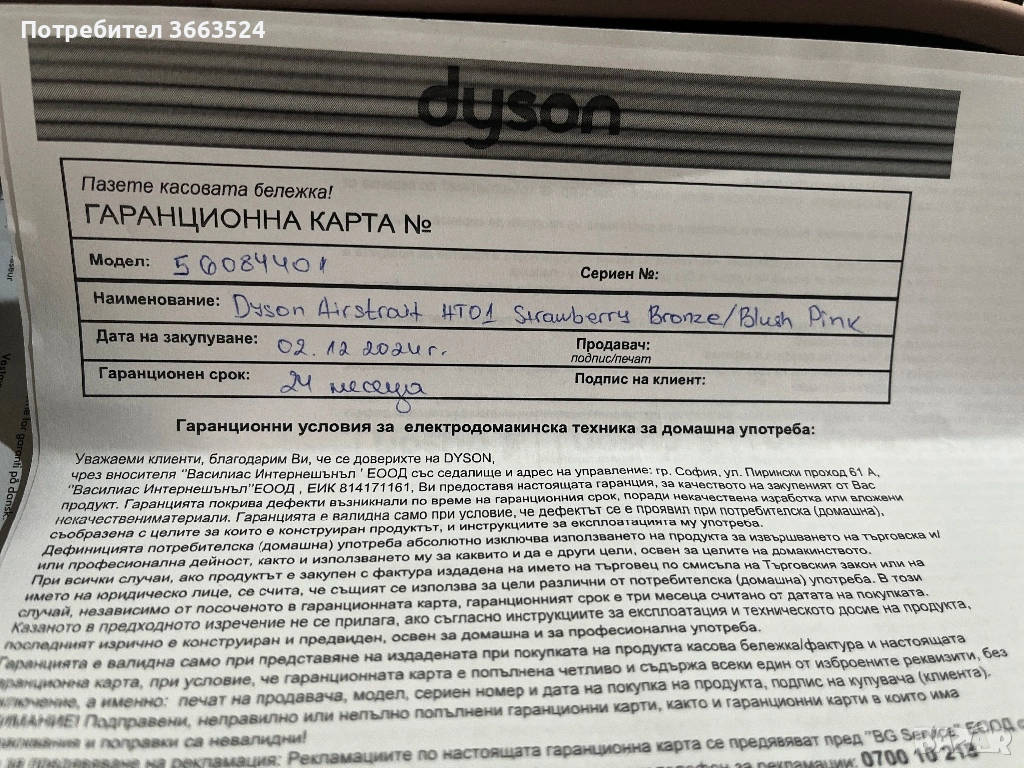 Потребител 3663524
dyson
Пазете касовата бележка!
ГАРАНЦИОННА КАРТА №
Модел: 56084401 Сериен №:
Наименование: Dyson Airstrait HT01 Strawberry Bronze/Blush Pink
Дата на закупуване: 02.12.2024г. Продавач:
подпис/печат
Гаранционен срок: 24 месеца Подпис на клиент:
Гаранционни условия за електродомакинска техника за домашна употреба:
Уважаеми клиенти, благодарим Ви, че се доверихте на DYSON,
чрез вносителя "Василиас Интернешънъл ' ЕООД със седалище и адрес на управление: гр. София, ул. Пирински проход 61 А,
"Василиас Интернешънъл"ЕООД , ЕИК 814171161, Ви предоставя настоящата гаранция, за качеството на закупеният от Вас
продукт. Гаранцията покрива дефекти възникнали по време на гаранционния срок, поради некачествена изработка или вложени
некачествениматериали. Гаранцията е валидна само при условие, че дефектът се е проявил при потребителска (домашна),
съобразена с целите за които е конструиран продуктът, и инструкциите за експлоатацията му употреба.
Дефиницията потребителска (домашна) употреба абсолютно изключва използването на продукта за извършването на търговска и/
или професионална дейност, както и използването му за каквито и да е други цели, освен за целите на домакинството.
При всички случаи, ако продуктът е закупен с фактура издадена на името на търговец по смисъла на Търговския закон или на
името на юридическо лице, се счита, че същият се използва за цели различни от потребителска (домашна) употреба. В този
случай, независимо от посоченото в гаранционната карта, гаранционният срок е три месеца считано от датата на покупката.
Казаното в предходното изречение не се прилага, ако съгласно инструкциите за експлоатация и техническото досие на продукта,
последният изрично е конструиран и предвиден, освен за домашна и за професионална употреба.
Гаранцията е валидна само при представяне на издадената при покупката на продукта касова бележка/фактура и настоящата
гаранционна карта, при условие, че гаранционната карта е попълнена четливо и съдържа всеки един от изброените реквизити, без
изключение, а именно: печат на продавача, модел, сериен номер и дата на покупка на продукта, подпис на купувача (клиента).
ВНИМАНИЕ! Подправени, неправилно или непълно попълнени гаранционни карти, както и гаранционни карти в които има
и поправки са невалидни!
на рекламация: Рекламациите по настоящата гаранционна карта се предявяват пред "BG Service" ЕООД
за рекламации: 0700 10 218